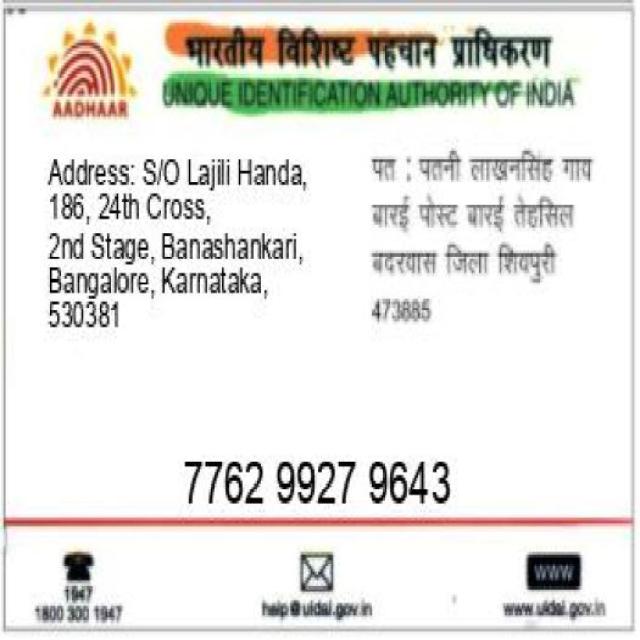 भारतीय विशिष्ट पहचान प्राधिकरण
AADHAAR
UNIQUE IDENTIFICATION AUTHORITY OF INDIA
Address: S/O Lajili Handa,
186, 24th Cross,
2nd Stage, Banashankari,
Bangalore, Karnataka,
530381
पत : पतनी लाखनसिंह गाव
बारई पोस्ट बारई तेहसिल
बदरवास जिला शिवपुरी
473885
7762 9927 9643
1947
1800 300 1947
help@uidai.gov.in
WWW
www.uidai.gov.in